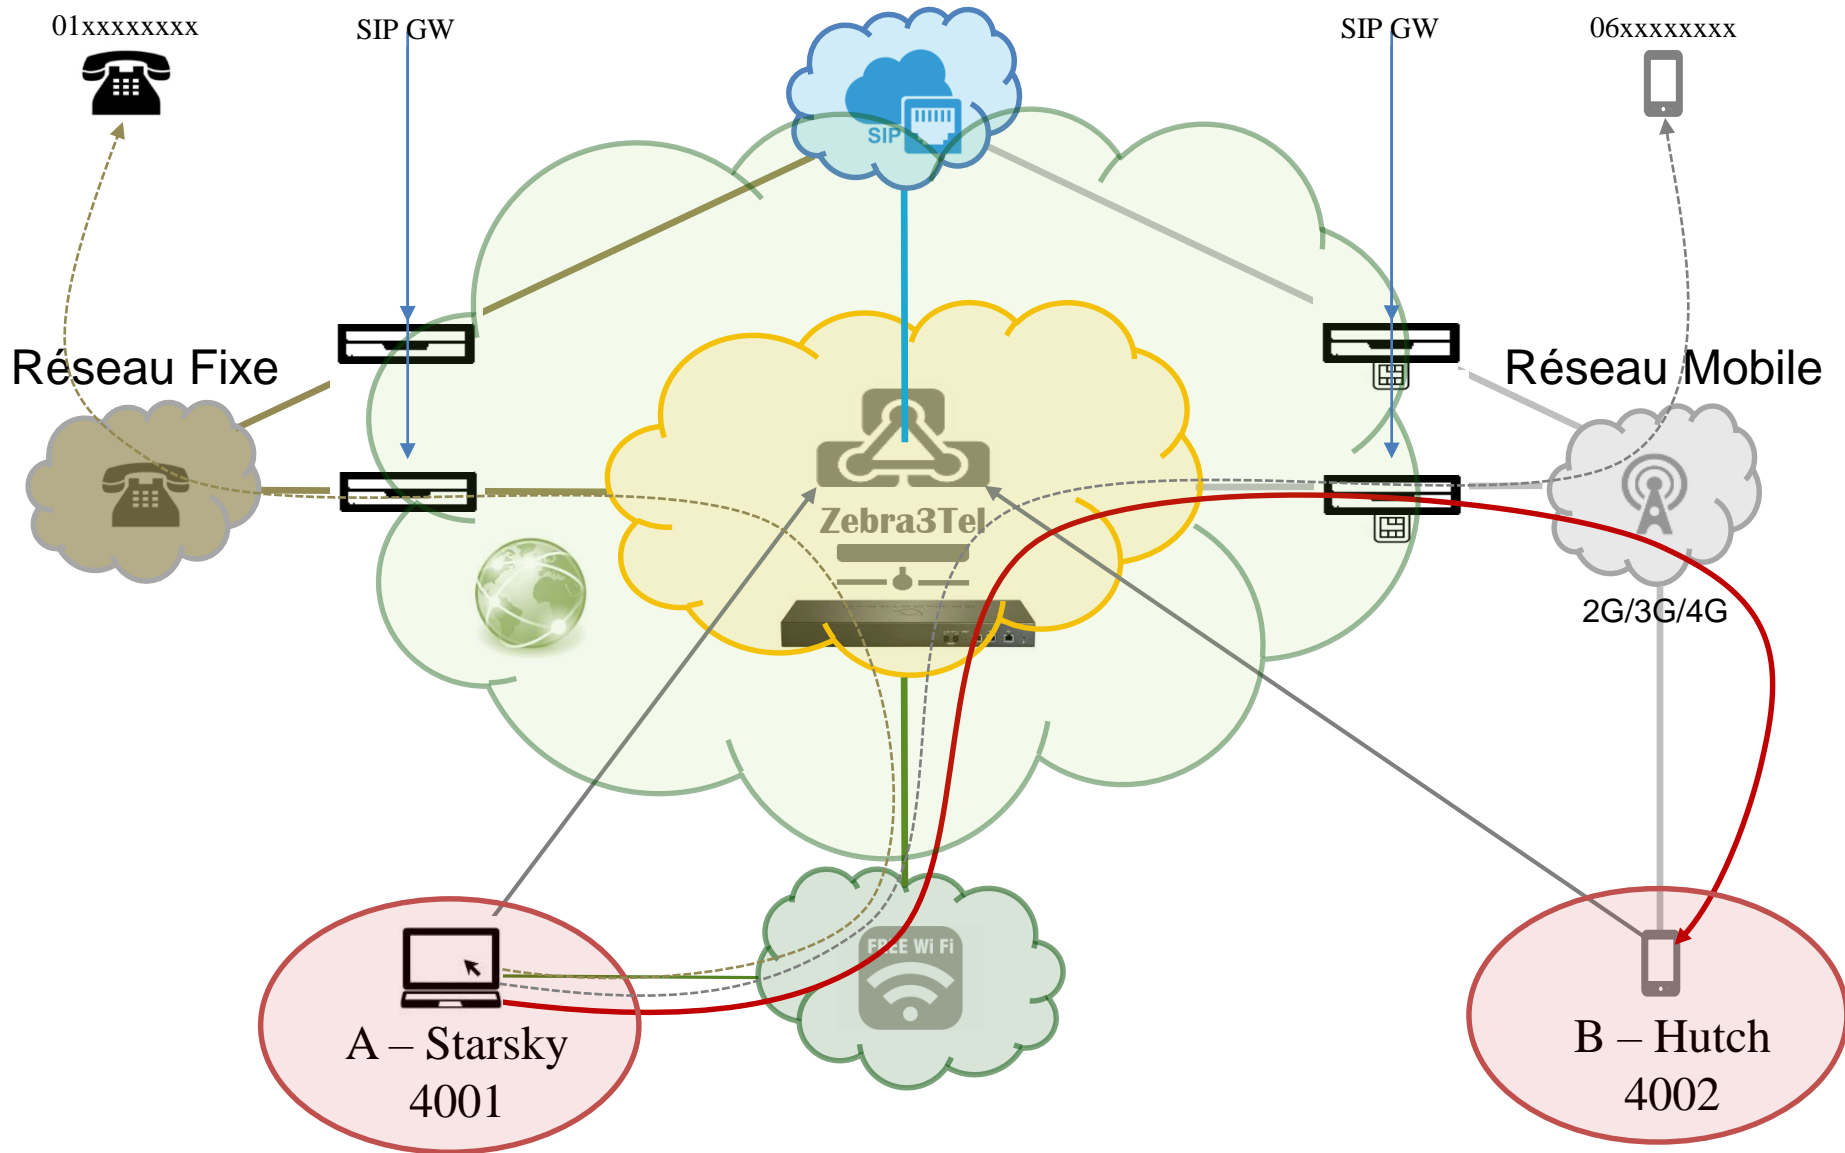 01xxxxxxxx
SIP GW
SIP GW
06xxxxxxxx
SIP
Réseau Fixe
Réseau Mobile
Zebra3Tel
2G/3G/4G
FREE Wi Fi
A – Starsky
4001
B – Hutch
4002